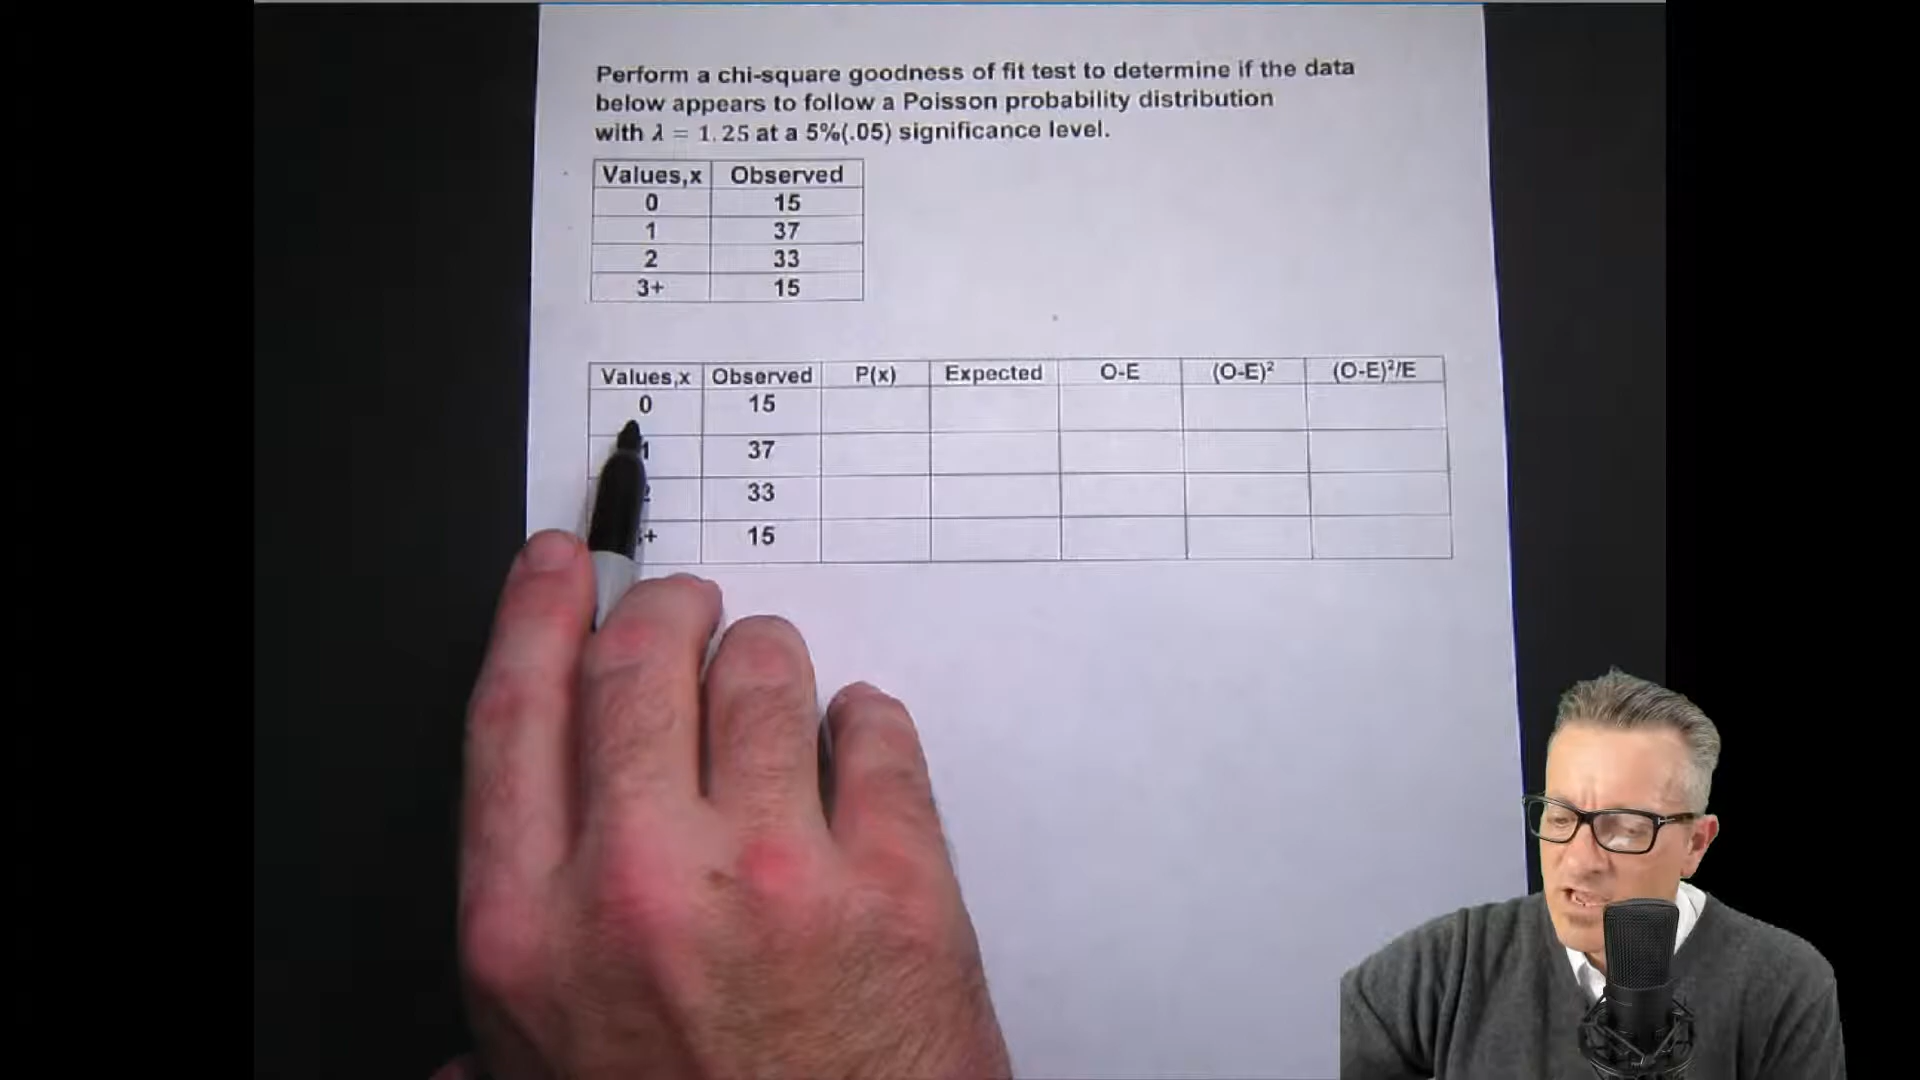 Perform a chi-square goodness of fit test to determine if the data
below appears to follow a Poisson probability distribution
with λ = 1.25 at a 5%(.05) significance level.
Values,x Observed
0 15
1 37
2 33
3+ 15
Values,x Observed P(x) Expected O-E (O-E)² (O-E)²/E
0 15
1 37
33
+ 15